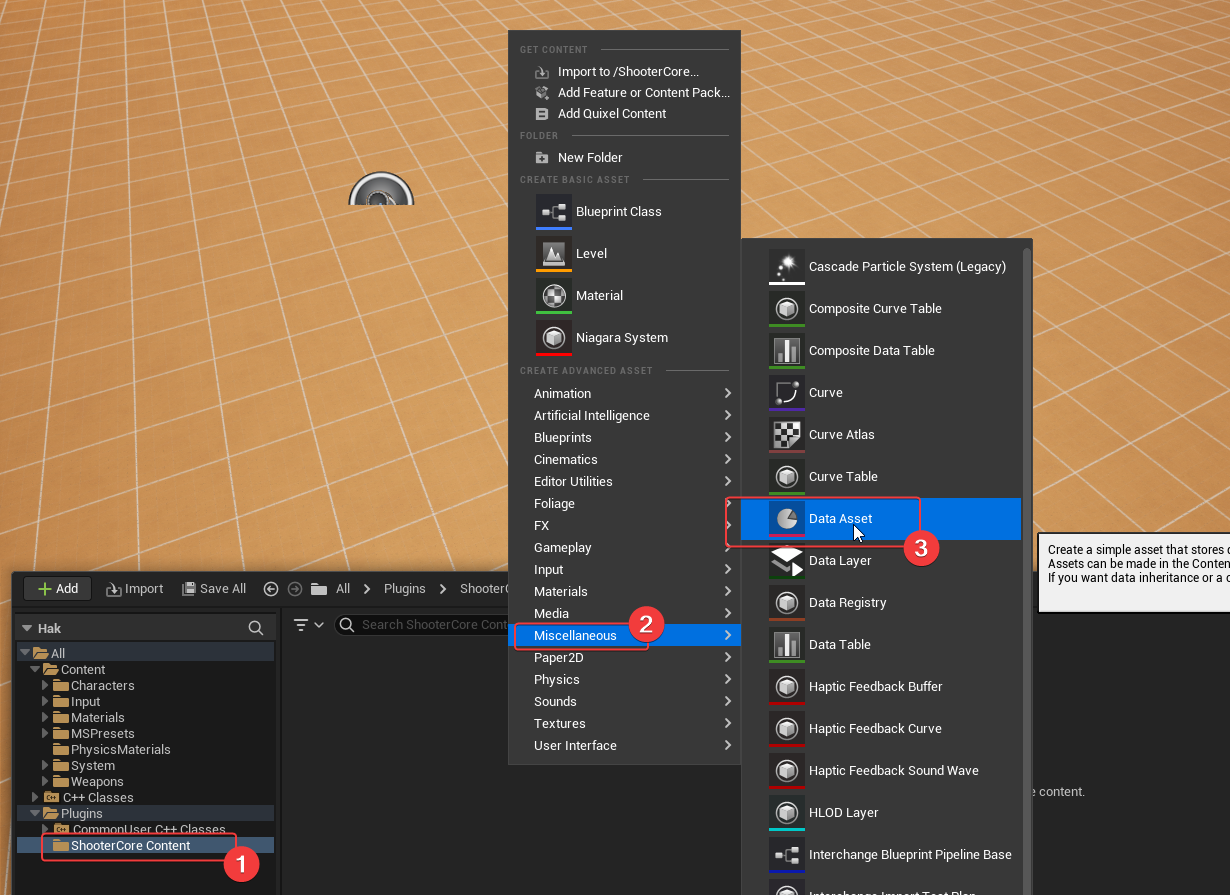 GET CONTENT
Import to /ShooterCore...
Add Feature or Content Pack...
Add Quixel Content
FOLDER
New Folder
CREATE BASIC ASSET
Blueprint Class
Level
Material
Niagara System
CREATE ADVANCED ASSET
Animation
Artificial Intelligence
Blueprints
Cinematics
Editor Utilities
Foliage
FX
Gameplay
Input
Materials
Media
Miscellaneous
2
Paper2D
Physics
Sounds
Textures
User Interface
Cascade Particle System (Legacy)
Composite Curve Table
Composite Data Table
Curve
Curve Atlas
Curve Table
Data Asset
3
Data Layer
Data Registry
Data Table
Haptic Feedback Buffer
Haptic Feedback Curve
Haptic Feedback Sound Wave
HLOD Layer
Interchange Blueprint Pipeline Base
Interchange Import Test Plan
Create a simple asset that stores
Assets can be made in the Conten
If you want data inheritance or a
Add Import Save All All Plugins ShooterC
Hak
Search ShooterCore Cont
All
Content
Characters
Input
Materials
MSPresets
PhysicsMaterials
System
Weapons
C++ Classes
Plugins
CommonUser C++ Classes
ShooterCore Content
1
content.